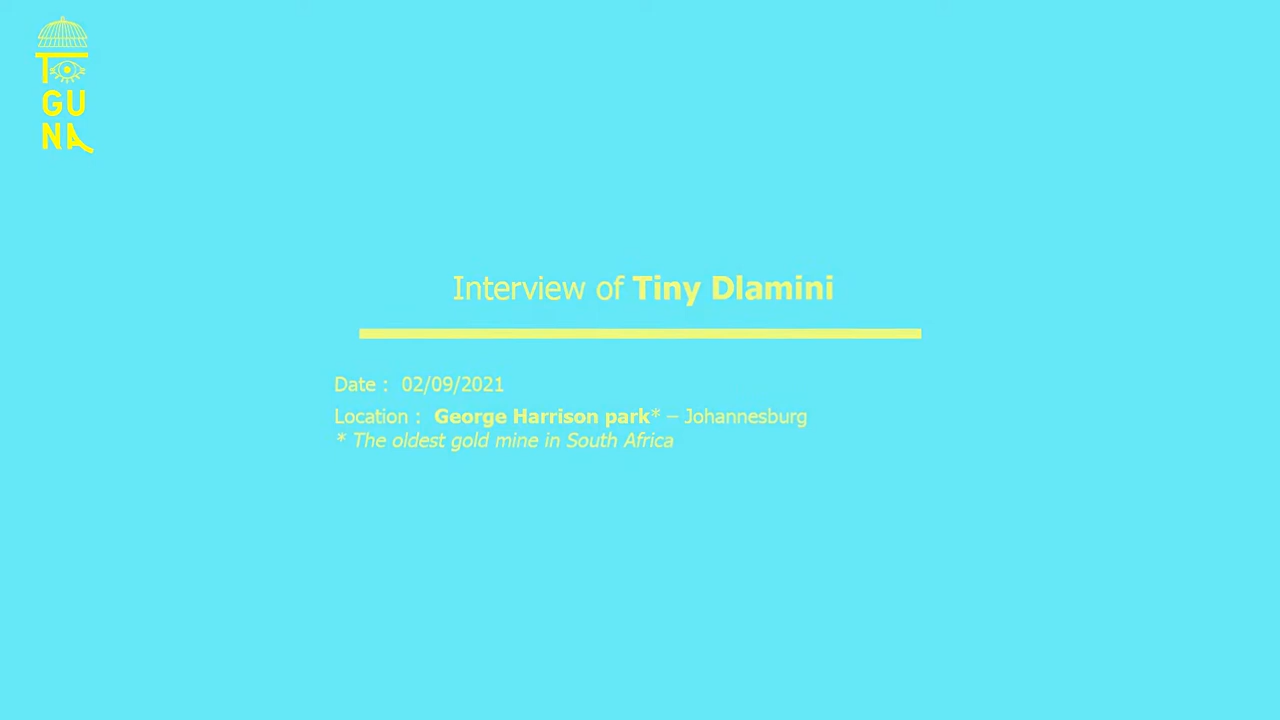 TOGUNA
Interview of Tiny Dlamini
Date : 02/09/2021
Location : George Harrison park* – Johannesburg
* The oldest gold mine in South Africa